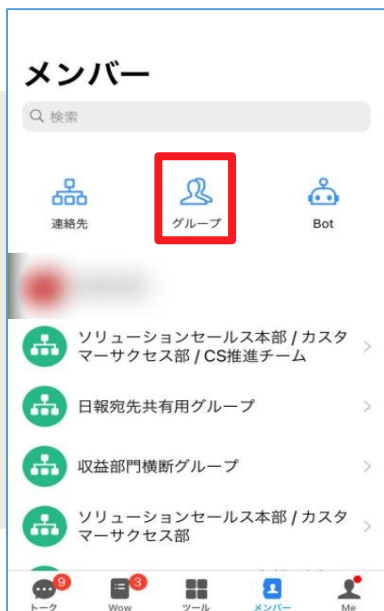 メンバー
検索
連絡先 グループ Bot
ソリューションセールス本部 / カスタ
マーサクセス部 / CS推進チーム
日報宛先共有用グループ
収益部門横断グループ
ソリューションセールス本部 / カスタ
マーサクセス部
9 3
トーク Wow ツール メンバー Me